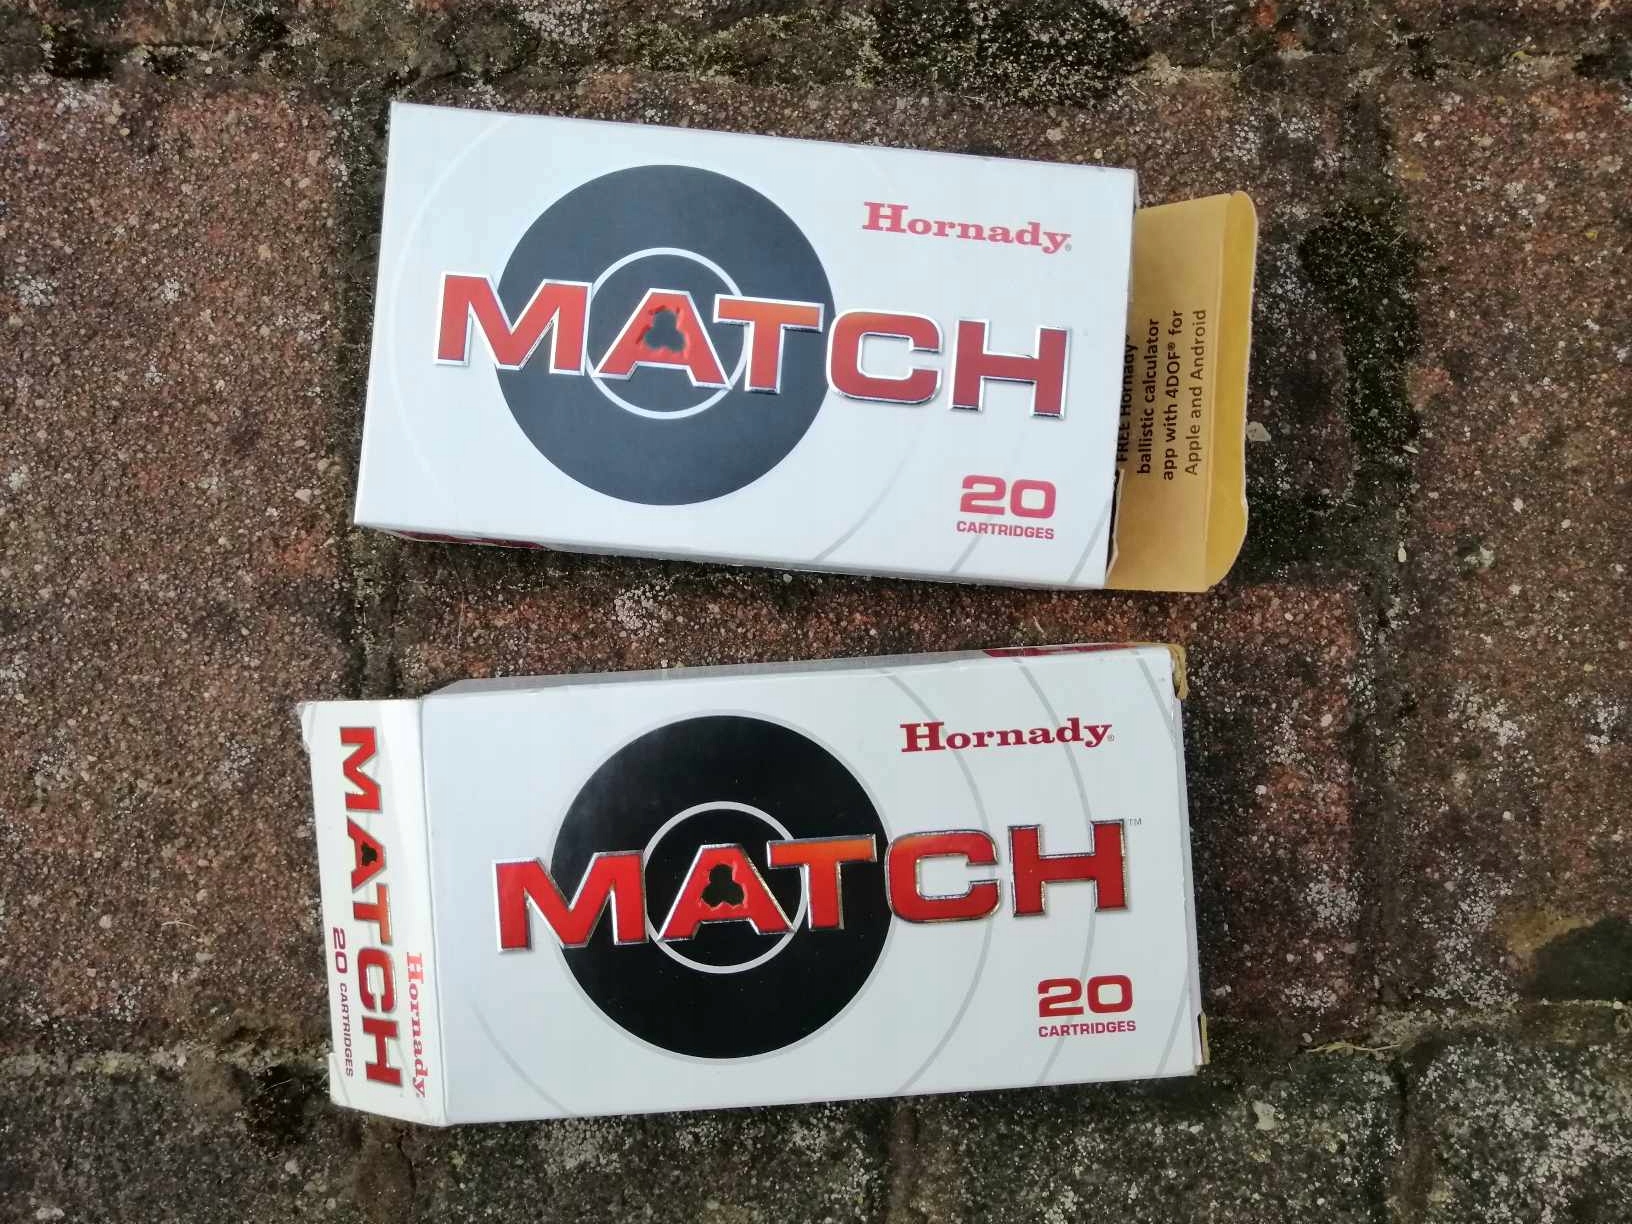 Hornady®
MATCH
20
CARTRIDGES
FREE Hornady®
ballistic calculator
app with 4DOF® for
Apple and Android
Hornady®
MATCH™
20
CARTRIDGES
MATCH
Hornady
20 CARTRIDGES